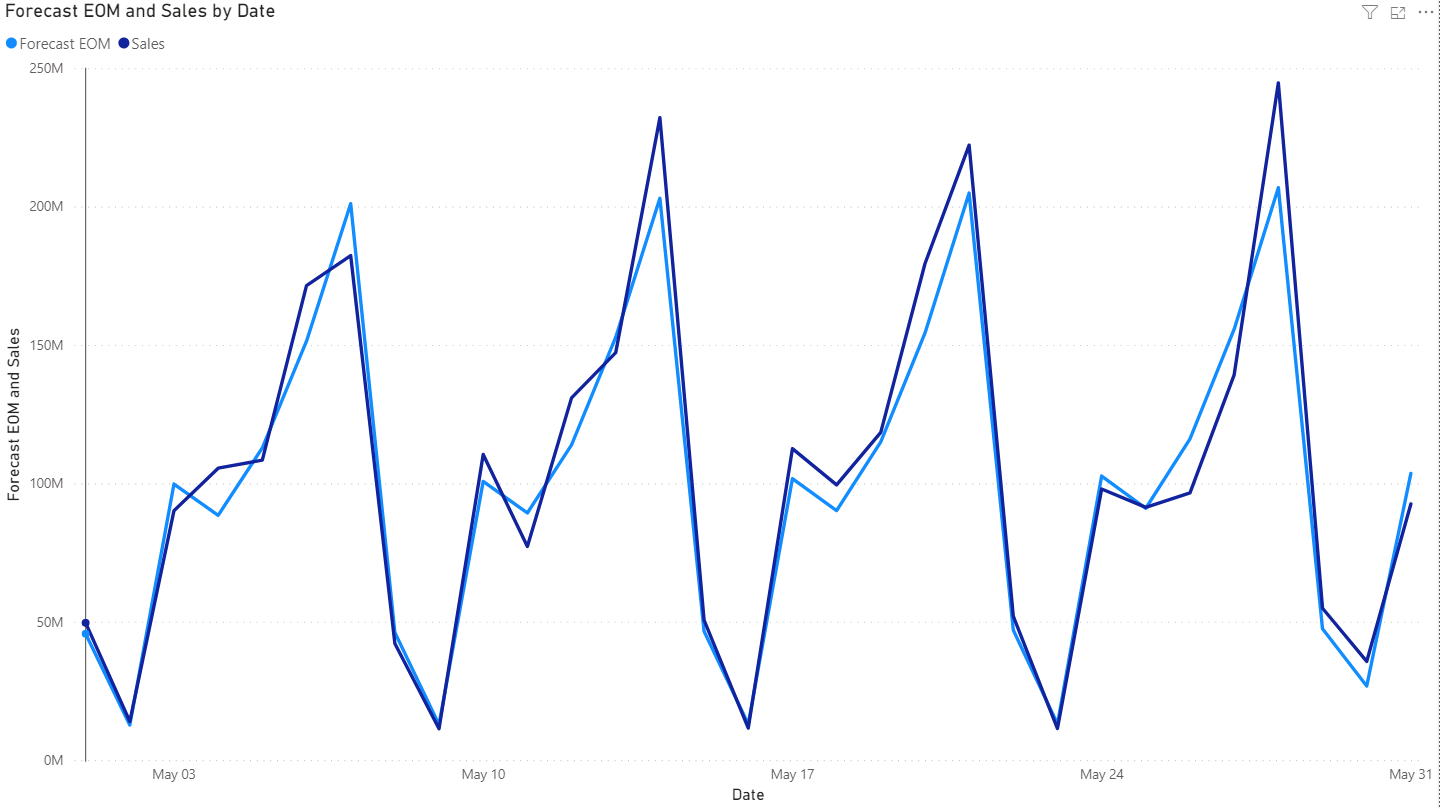 Forecast EOM and Sales by Date
Forecast EOM Sales
250M
200M
150M
100M
50M
0M
Forecast EOM and Sales
May 03 May 10 May 17 May 24 May 31
Date